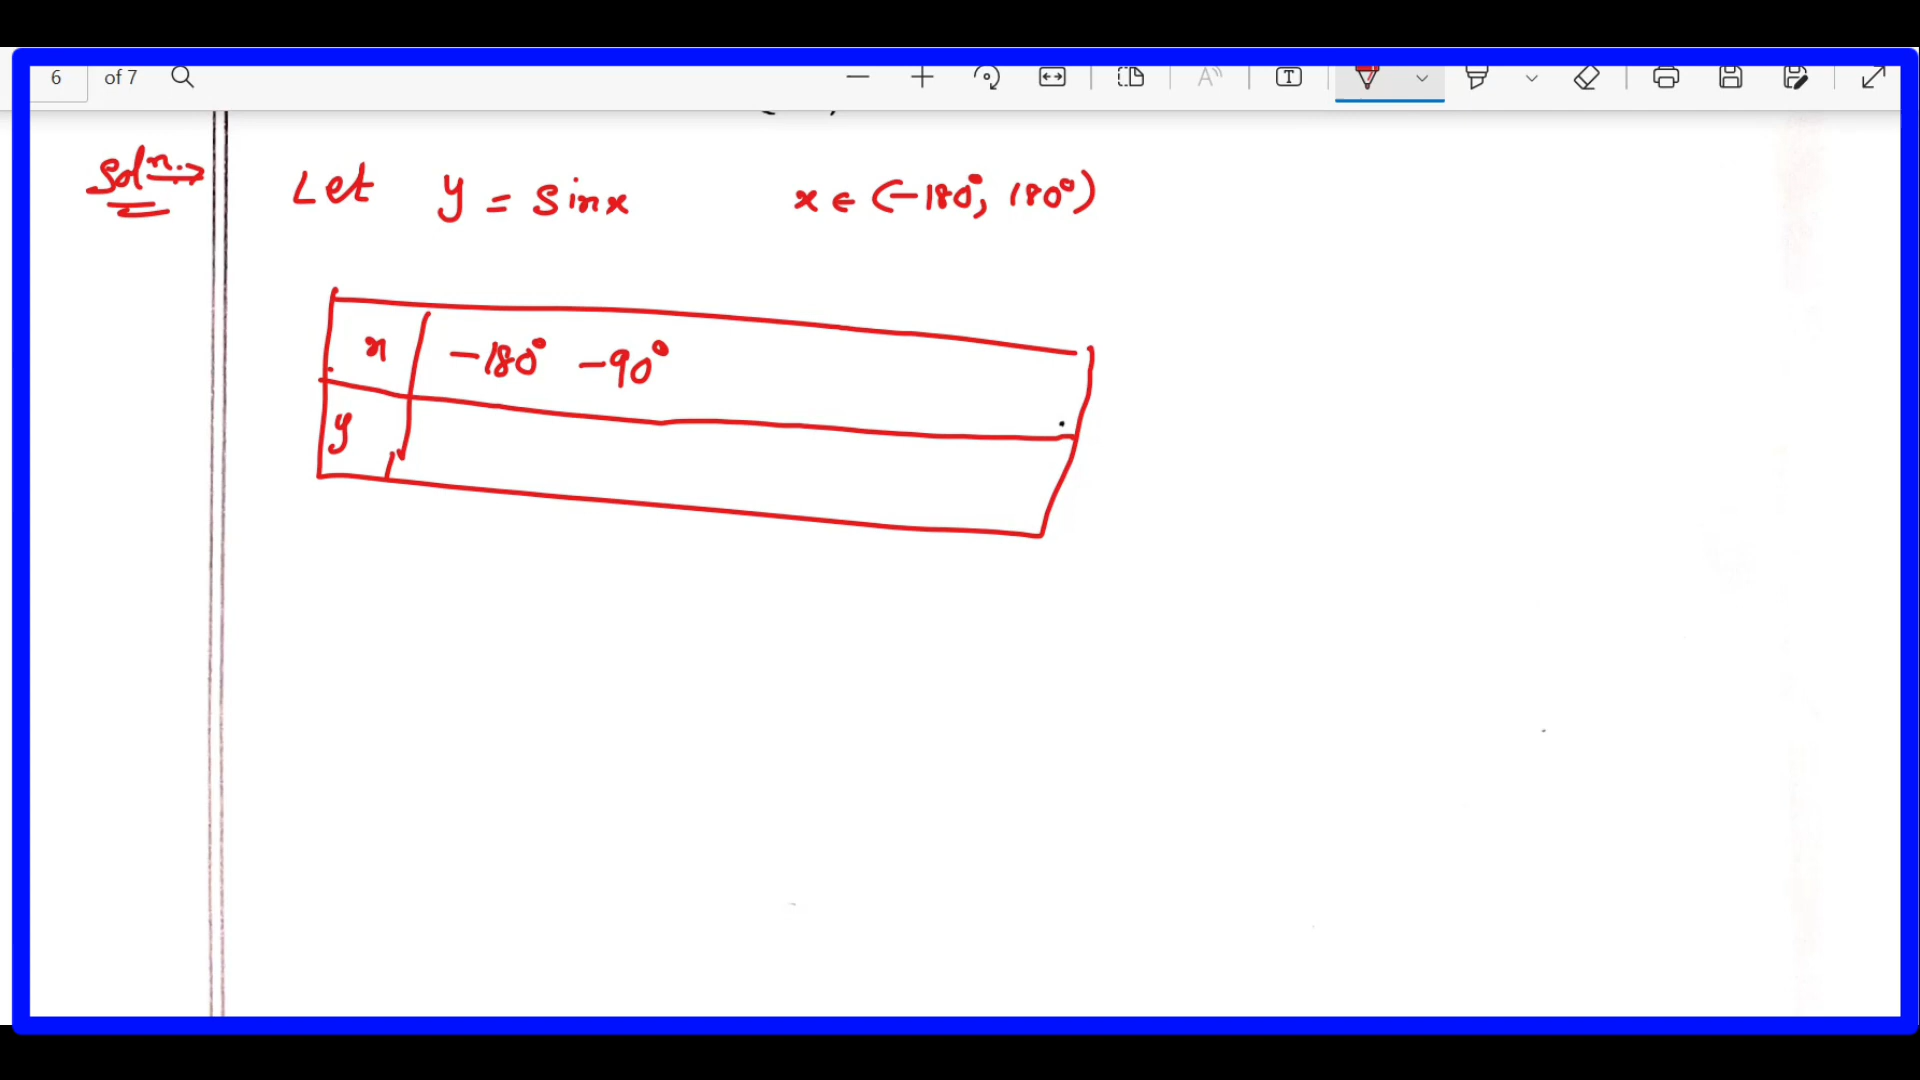 6 of 7
Solⁿ.→ Let y = sinx x ∈ (-180°, 180°)
x -180° -90°
y